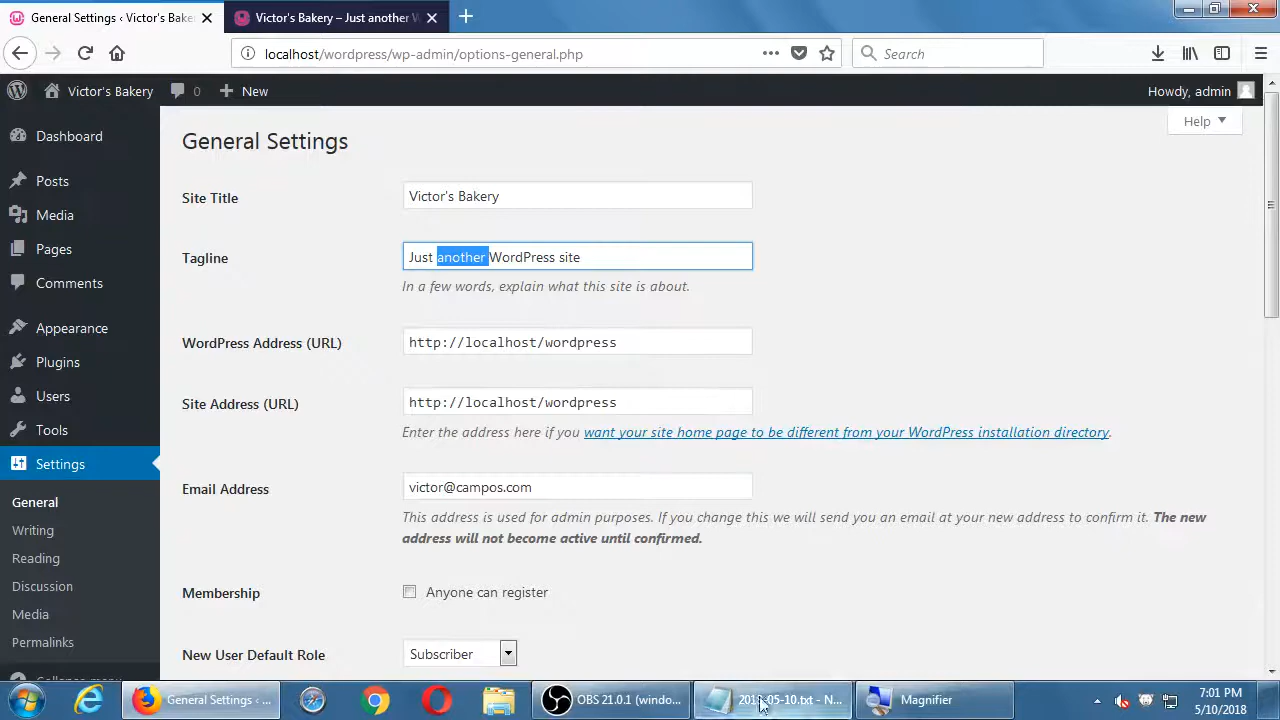 General Settings ‹ Victor's Bake
Victor's Bakery – Just another W
localhost/wordpress/wp-admin/options-general.php
Search
Victor's Bakery
0
New
Howdy, admin
Help
Dashboard
Posts
Media
Pages
Comments
Appearance
Plugins
Users
Tools
Settings
General
Writing
Reading
Discussion
Media
Permalinks
Collapse menu
General Settings
Site Title
Victor's Bakery
Tagline
Just another WordPress site
In a few words, explain what this site is about.
WordPress Address (URL)
http://localhost/wordpress
Site Address (URL)
http://localhost/wordpress
Enter the address here if you want your site home page to be different from your WordPress installation directory.
Email Address
victor@campos.com
This address is used for admin purposes. If you change this we will send you an email at your new address to confirm it. The new
address will not become active until confirmed.
Membership
Anyone can register
New User Default Role
Subscriber
General Settings ‹ ...
OBS 21.0.1 (windo...
2018-05-10.txt - N...
Magnifier
7:01 PM
5/10/2018